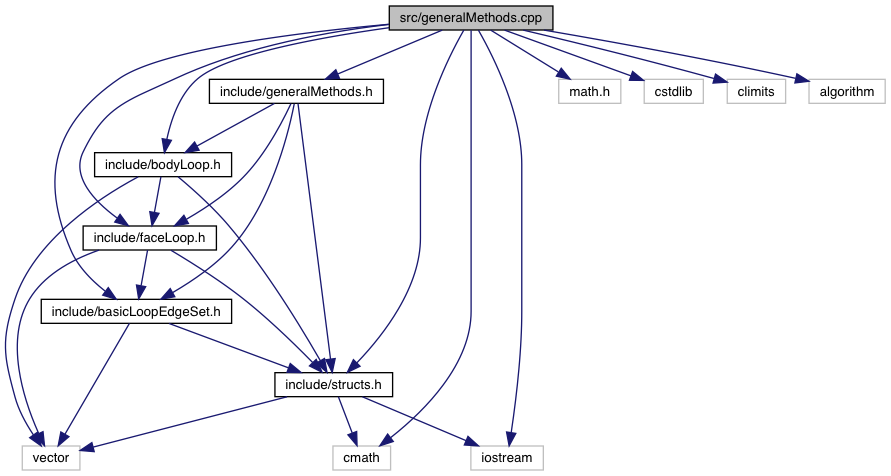 src/generalMethods.cpp
include/generalMethods.h
math.h
cstdlib
climits
algorithm
include/bodyLoop.h
include/faceLoop.h
include/basicLoopEdgeSet.h
include/structs.h
vector
cmath
iostream